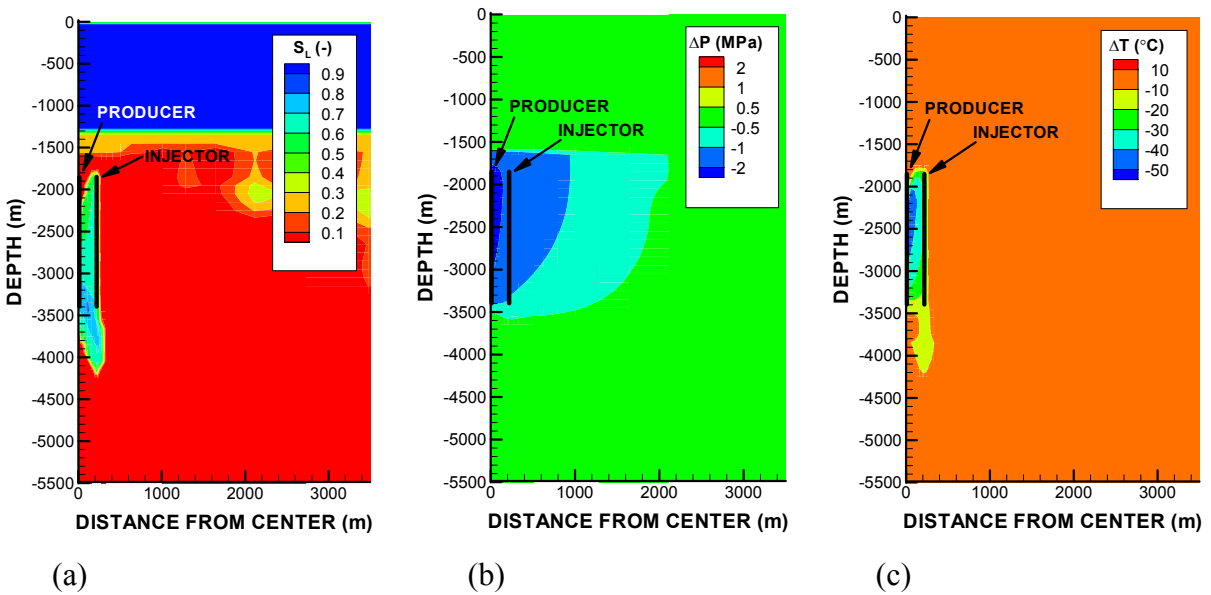 S_L (-)
0.9
0.8
0.7
0.6
0.5
0.4
0.3
0.2
0.1
PRODUCER
INJECTOR
0
-500
-1000
-1500
-2000
-2500
-3000
-3500
-4000
-4500
-5000
-5500
DEPTH (m)
0 1000 2000 3000
DISTANCE FROM CENTER (m)
(a)
ΔP (MPa)
2
1
0.5
-0.5
-1
-2
PRODUCER
INJECTOR
0
-500
-1000
-1500
-2000
-2500
-3000
-3500
-4000
-4500
-5000
-5500
DEPTH (m)
0 1000 2000 3000
DISTANCE FROM CENTER (m)
(b)
ΔT (°C)
10
-10
-20
-30
-40
-50
PRODUCER
INJECTOR
0
-500
-1000
-1500
-2000
-2500
-3000
-3500
-4000
-4500
-5000
-5500
DEPTH (m)
0 1000 2000 3000
DISTANCE FROM CENTER (m)
(c)